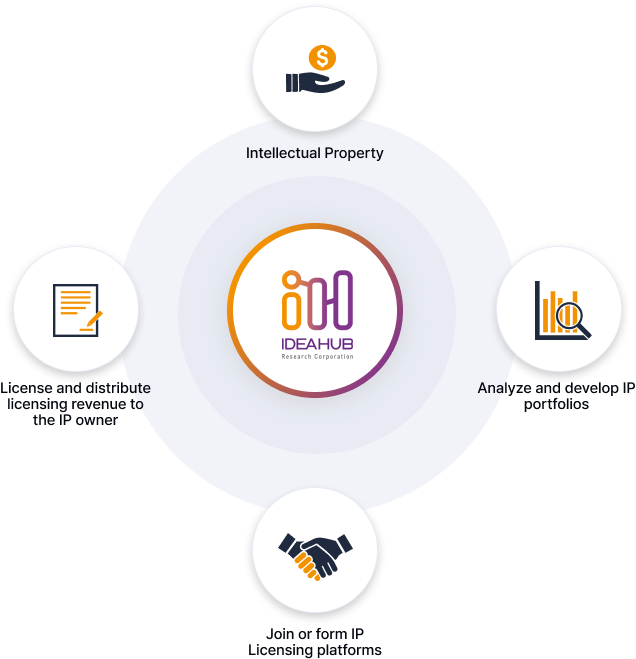 $
Intellectual Property
IDEAHUB
Research Corporation
License and distribute
licensing revenue to
the IP owner
Analyze and develop IP
portfolios
Join or form IP
Licensing platforms